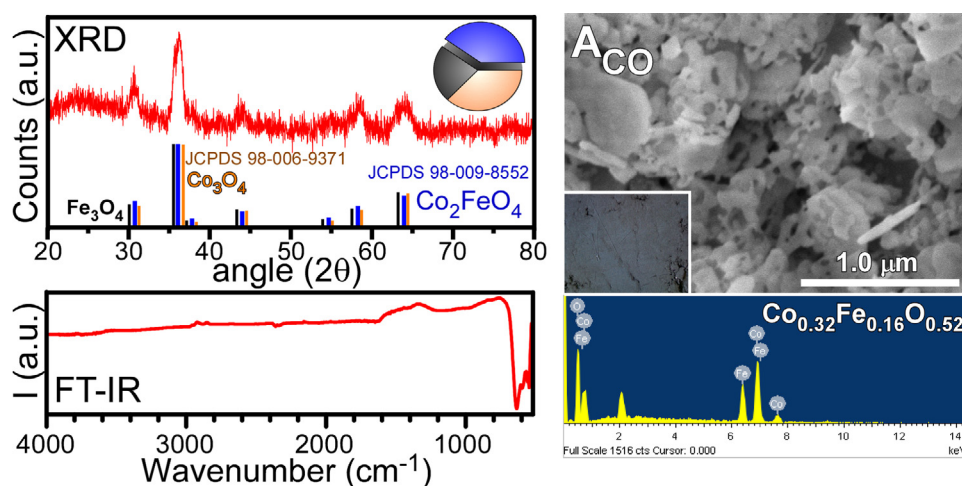 XRD
Counts (a.u.)
JCPDS 98-006-9371
Co3O4
JCPDS 98-009-8552
Fe3O4
Co2FeO4
20 30 40 50 60 70 80
angle (2θ)
I (a.u.)
FT-IR
4000 3000 2000 1000
Wavenumber (cm-1)
ACO
1.0 μm
Co0.32Fe0.16O0.52
O
Co
Fe
Co
Fe
Fe
Co
2 4 6 8 10 12 14
Full Scale 1516 cts Cursor: 0.000
keV